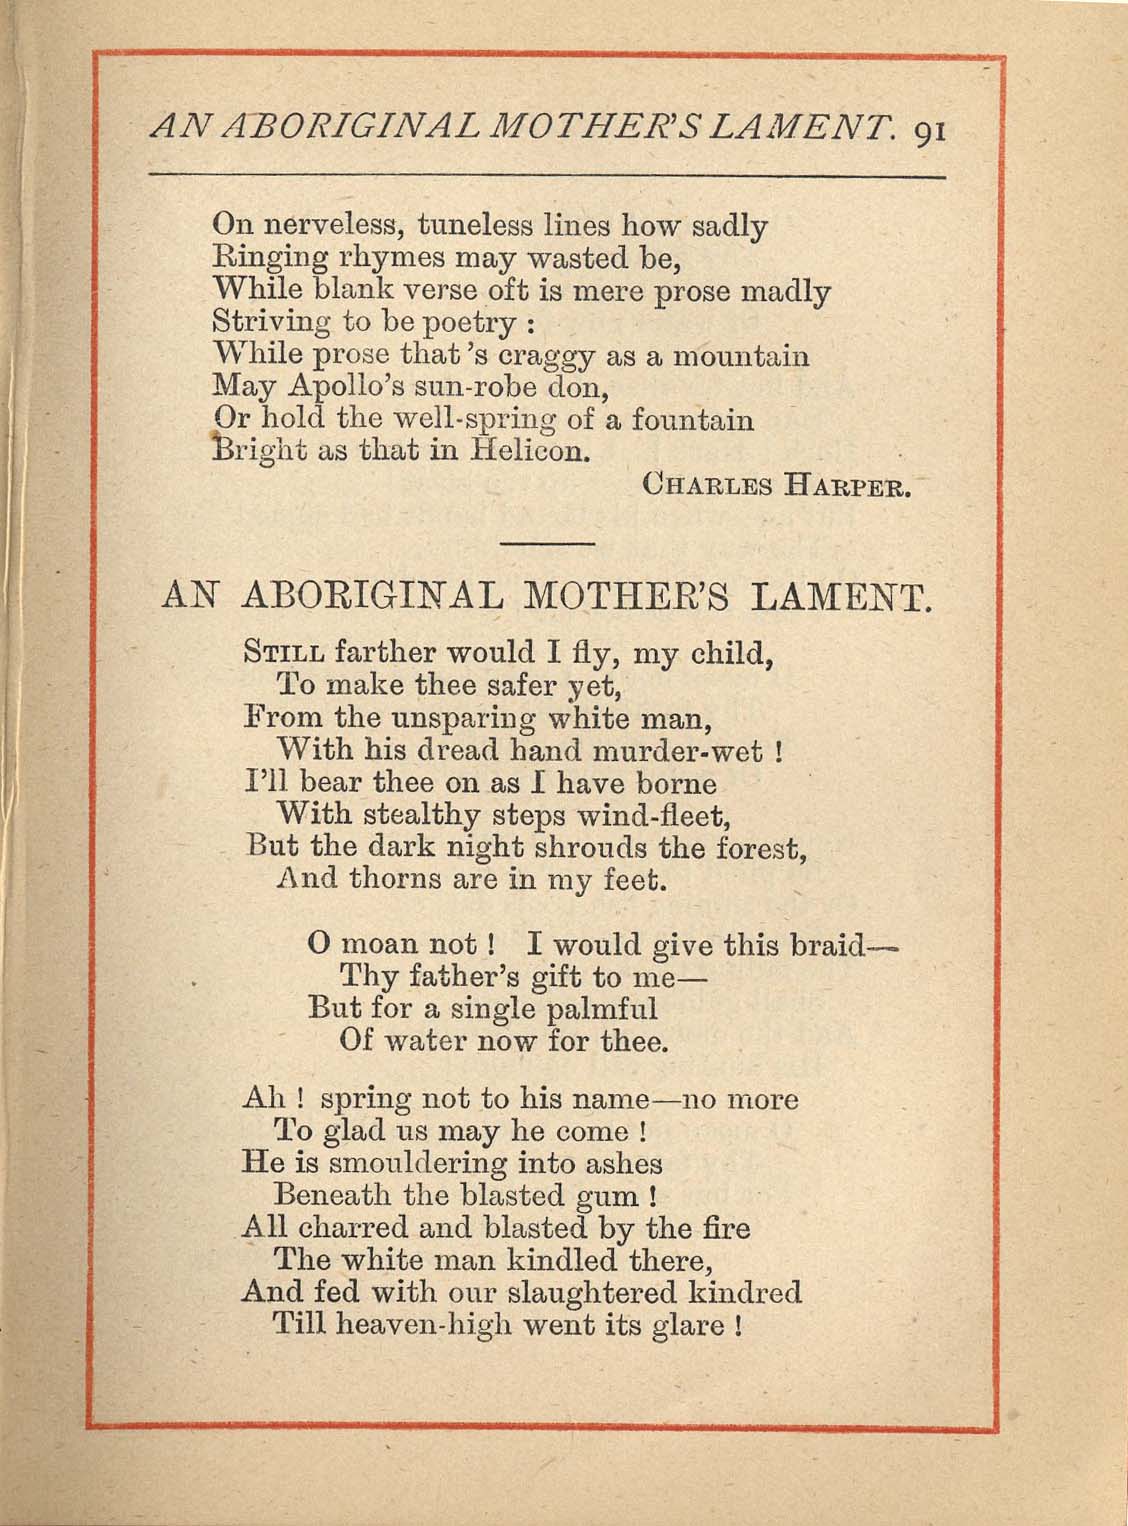 AN ABORIGINAL MOTHER'S LAMENT. 91
On nerveless, tuneless lines how sadly
Ringing rhymes may wasted be,
While blank verse oft is mere prose madly
Striving to be poetry :
While prose that 's craggy as a mountain
May Apollo's sun-robe don,
Or hold the well-spring of a fountain
Bright as that in Helicon.
CHARLES HARPER.
AN ABORIGINAL MOTHER'S LAMENT.
STILL farther would I fly, my child,
To make thee safer yet,
From the unsparing white man,
With his dread hand murder-wet !
I'll bear thee on as I have borne
With stealthy steps wind-fleet,
But the dark night shrouds the forest,
And thorns are in my feet.
O moan not ! I would give this braid—
Thy father's gift to me—
But for a single palmful
Of water now for thee.
Ah ! spring not to his name—no more
To glad us may he come !
He is smouldering into ashes
Beneath the blasted gum !
All charred and blasted by the fire
The white man kindled there,
And fed with our slaughtered kindred
Till heaven-high went its glare !